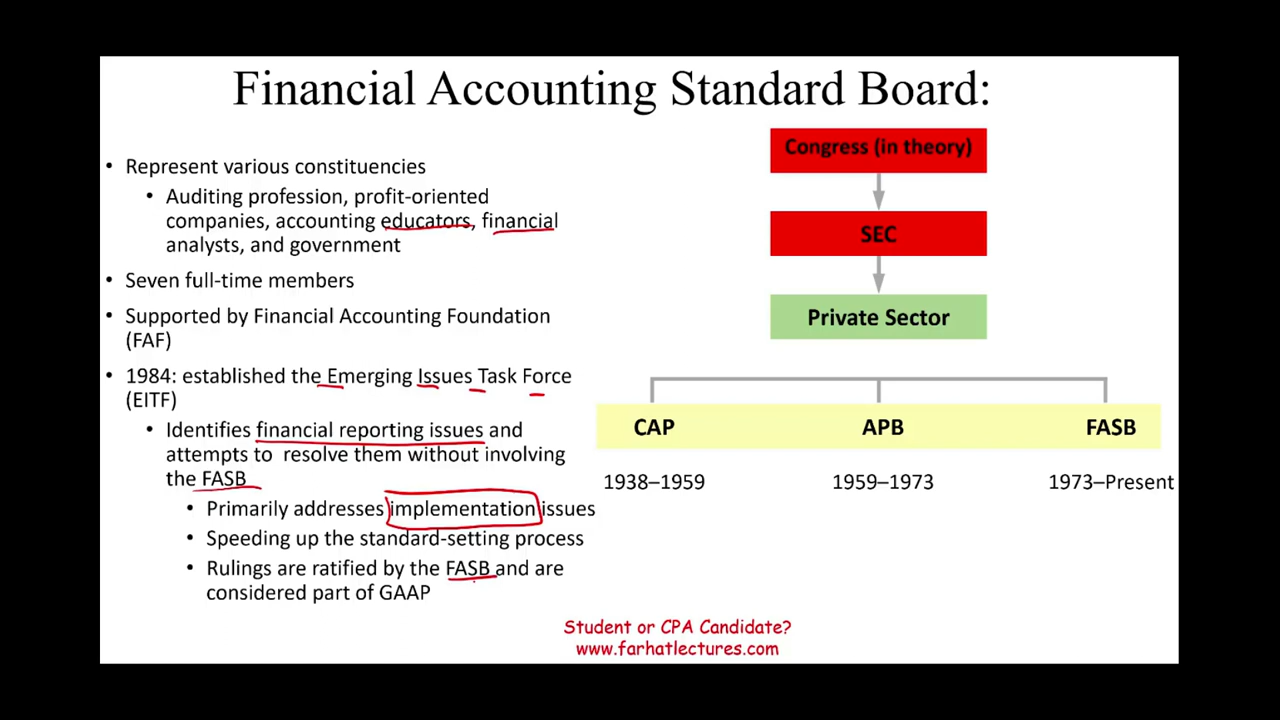 Financial Accounting Standard Board:
• Represent various constituencies
• Auditing profession, profit-oriented
companies, accounting educators, financial
analysts, and government
• Seven full-time members
• Supported by Financial Accounting Foundation
(FAF)
• 1984: established the Emerging Issues Task Force
(EITF)
• Identifies financial reporting issues and
attempts to resolve them without involving
the FASB
• Primarily addresses implementation issues
• Speeding up the standard-setting process
• Rulings are ratified by the FASB and are
considered part of GAAP
Congress (in theory)
SEC
Private Sector
CAP APB FASB
1938–1959 1959–1973 1973–Present
Student or CPA Candidate?
www.farhatlectures.com